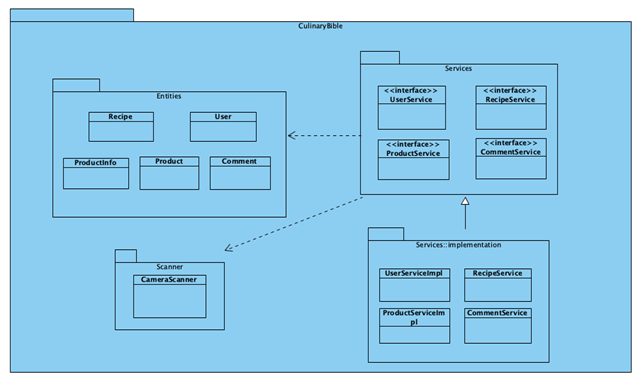 CulinaryBible
Services
<<interface>>
UserService
<<interface>>
RecipeService
<<interface>>
ProductService
<<interface>>
CommentService
Entities
Recipe
User
ProductInfo
Product
Comment
Scanner
CameraScanner
Services::implementation
UserServiceImpl
RecipeService
ProductServiceIm
pl
CommentService